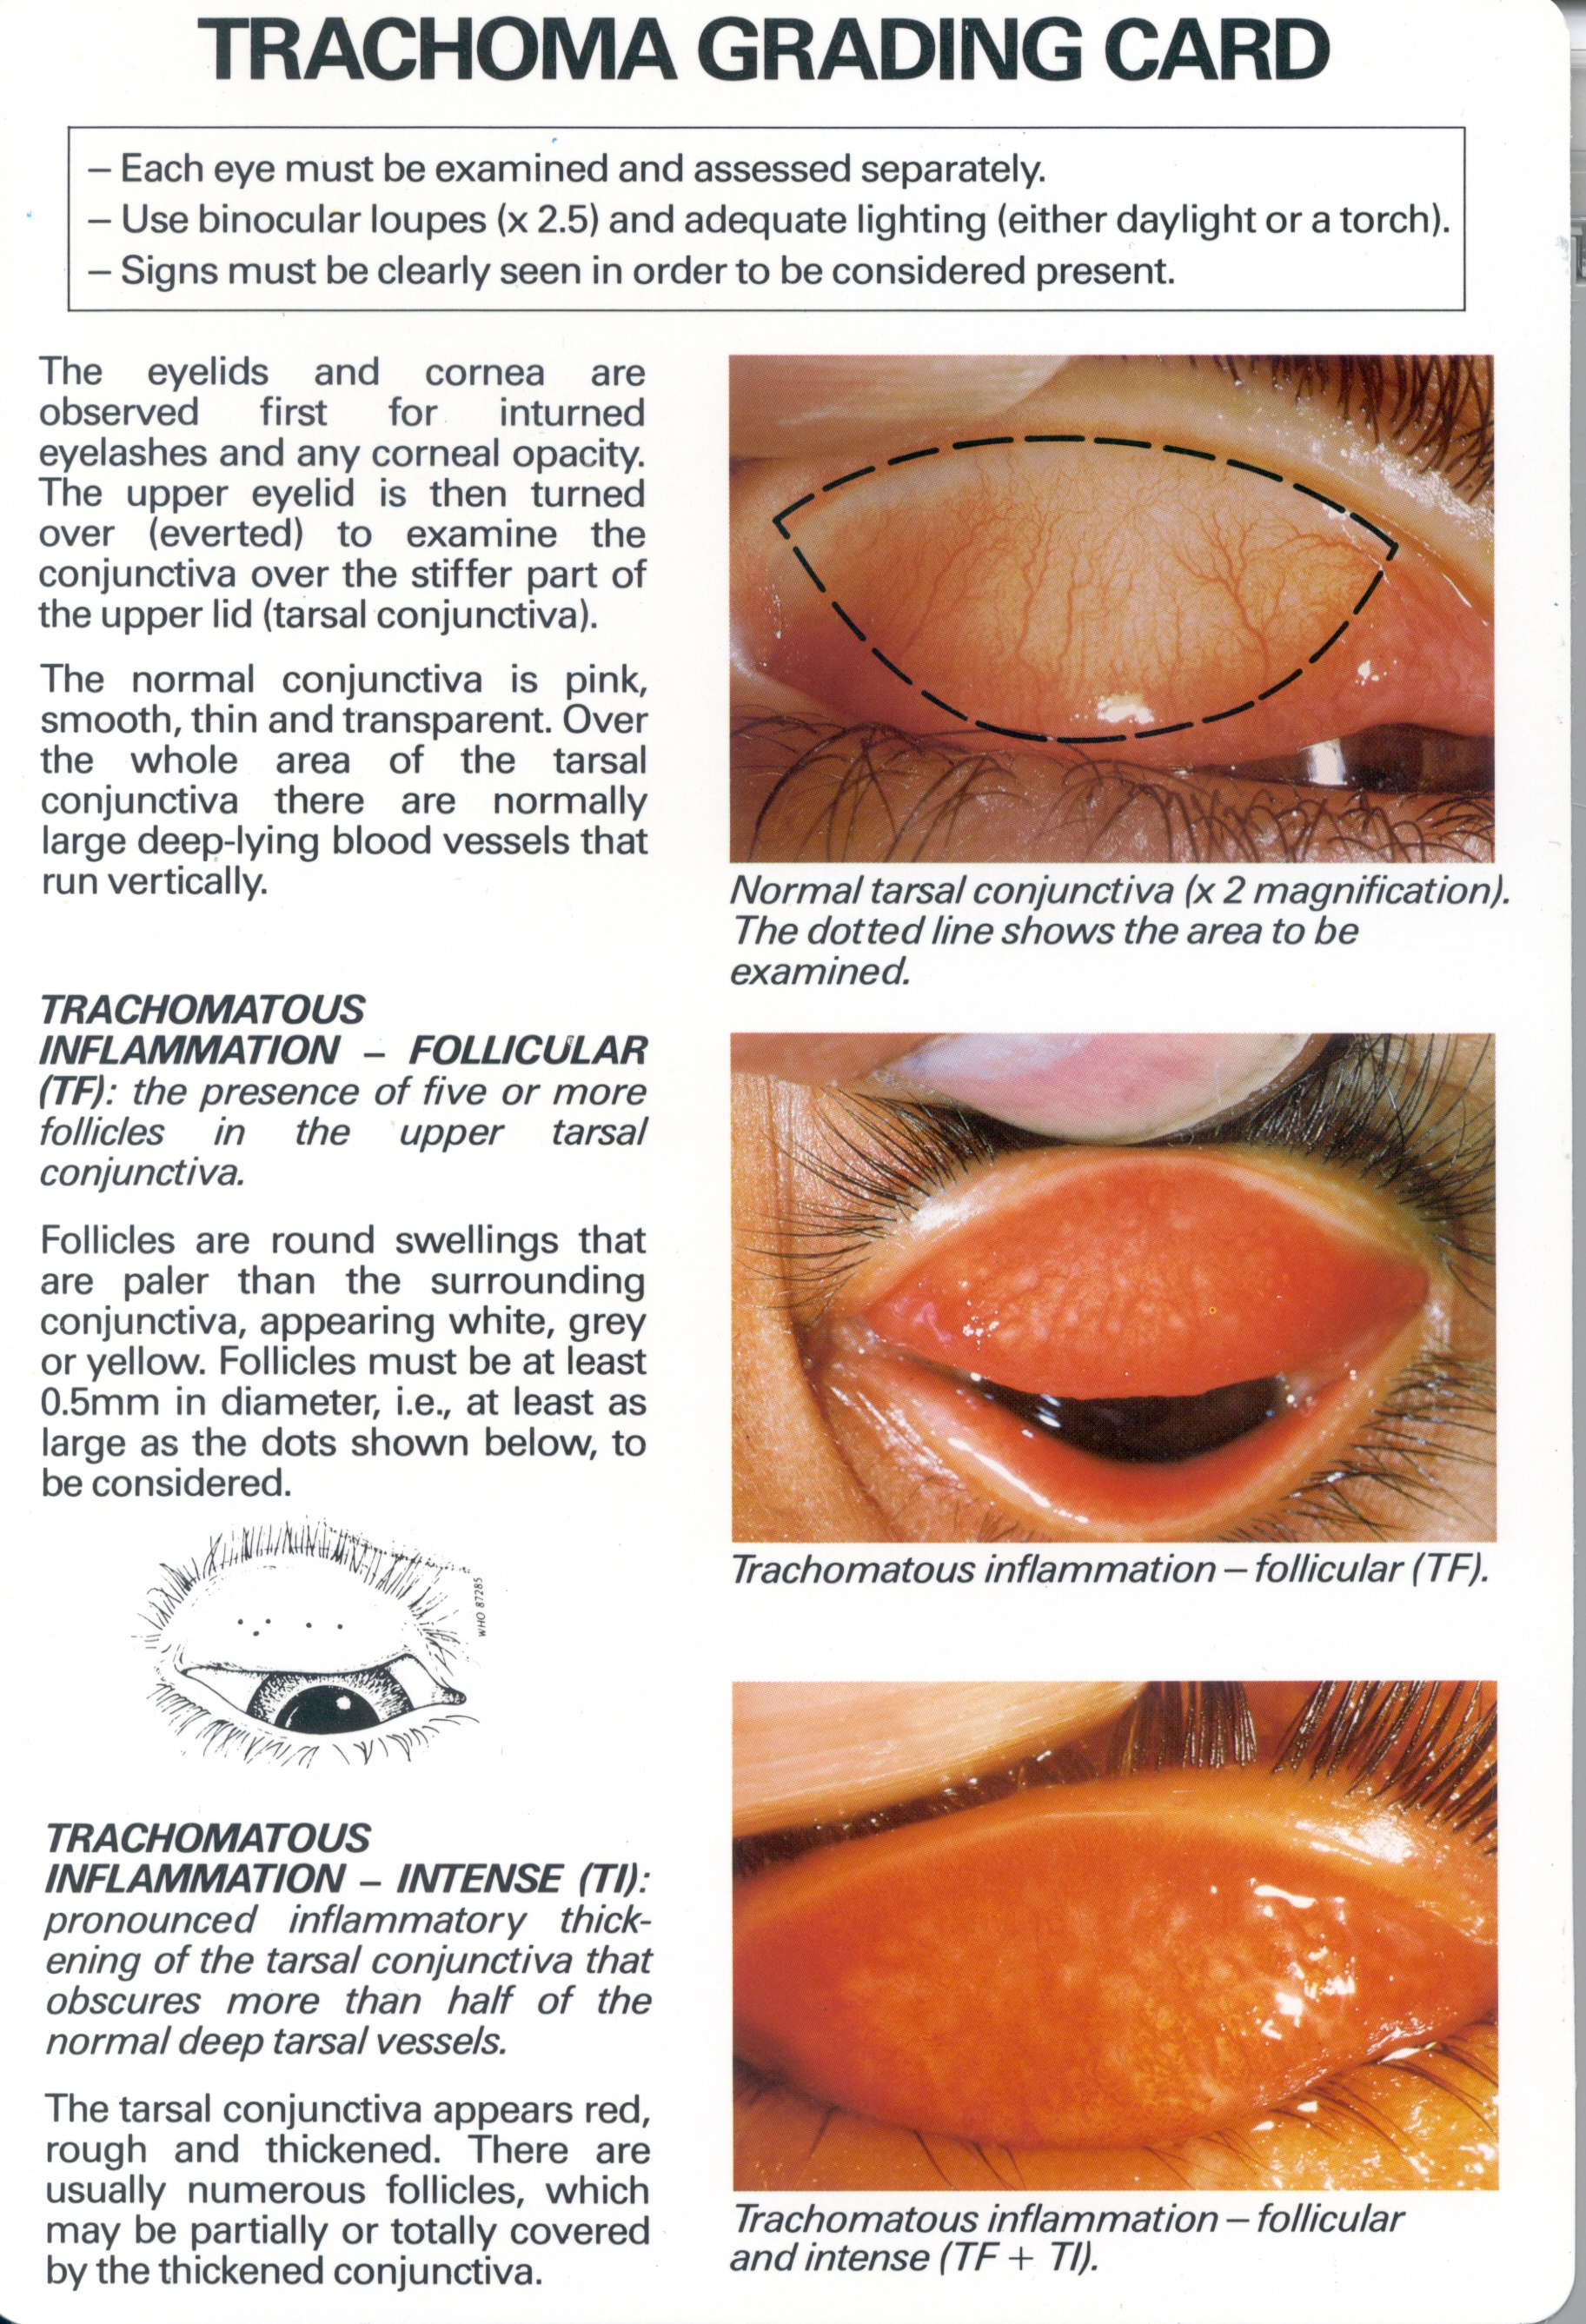 TRACHOMA GRADING CARD
– Each eye must be examined and assessed separately.
– Use binocular loupes (x 2.5) and adequate lighting (either daylight or a torch).
– Signs must be clearly seen in order to be considered present.
The eyelids and cornea are
observed first for inturned
eyelashes and any corneal opacity.
The upper eyelid is then turned
over (everted) to examine the
conjunctiva over the stiffer part of
the upper lid (tarsal conjunctiva).
The normal conjunctiva is pink,
smooth, thin and transparent. Over
the whole area of the tarsal
conjunctiva there are normally
large deep-lying blood vessels that
run vertically.
Normal tarsal conjunctiva (x 2 magnification).
The dotted line shows the area to be
examined.
TRACHOMATOUS
INFLAMMATION – FOLLICULAR
(TF): the presence of five or more
follicles in the upper tarsal
conjunctiva.
Follicles are round swellings that
are paler than the surrounding
conjunctiva, appearing white, grey
or yellow. Follicles must be at least
0.5mm in diameter, i.e., at least as
large as the dots shown below, to
be considered.
WHO 87285
Trachomatous inflammation – follicular (TF).
TRACHOMATOUS
INFLAMMATION – INTENSE (TI):
pronounced inflammatory thick-
ening of the tarsal conjunctiva that
obscures more than half of the
normal deep tarsal vessels.
The tarsal conjunctiva appears red,
rough and thickened. There are
usually numerous follicles, which
may be partially or totally covered
by the thickened conjunctiva.
Trachomatous inflammation – follicular
and intense (TF + TI).